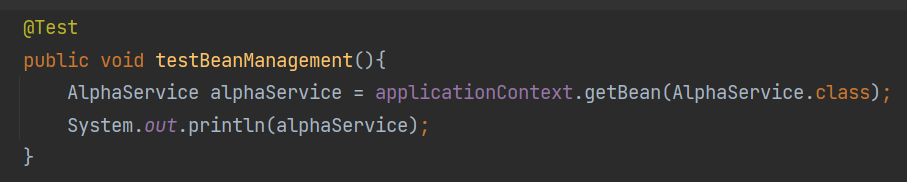 @Test
public void testBeanManagement(){
    AlphaService alphaService = applicationContext.getBean(AlphaService.class);
    System.out.println(alphaService);
}